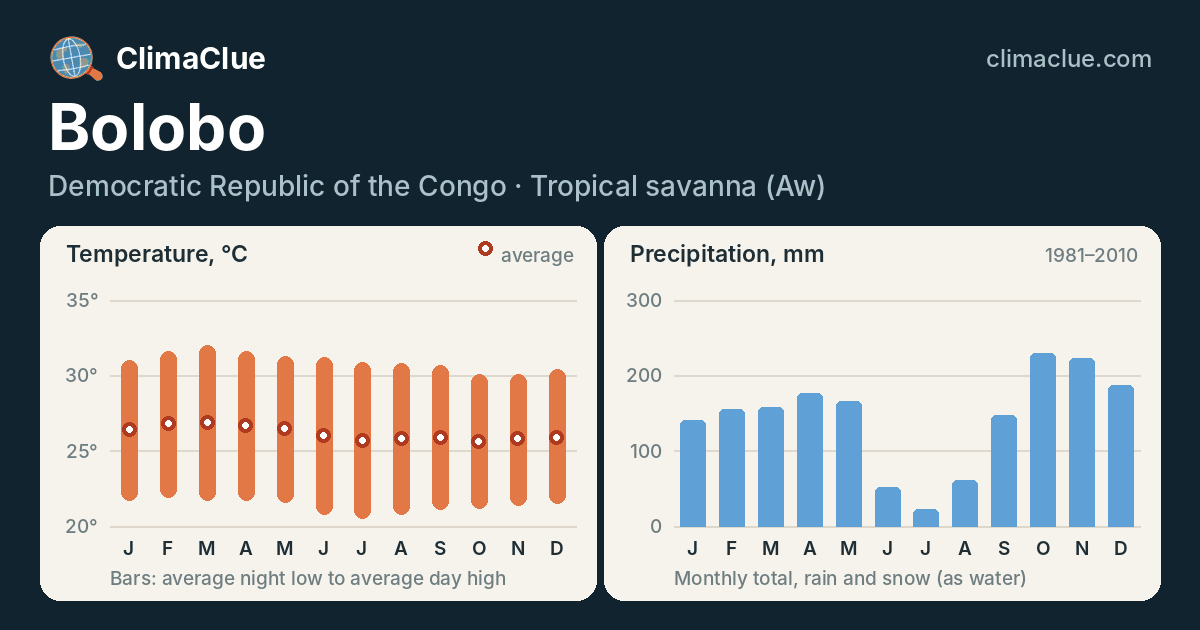 ClimaClue
climaclue.com
Bolobo
Democratic Republic of the Congo · Tropical savanna (Aw)
Temperature, °C
average
35°
30°
25°
20°
J F M A M J J A S O N D
Bars: average night low to average day high
Precipitation, mm
1981–2010
300
200
100
0
J F M A M J J A S O N D
Monthly total, rain and snow (as water)